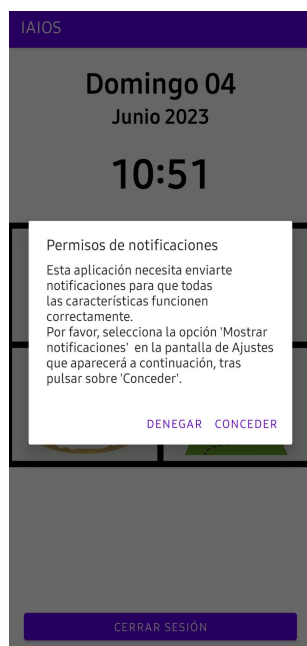 IAIOS
Domingo 04
Junio 2023
10:51
Permisos de notificaciones
Esta aplicación necesita enviarte
notificaciones para que todas
las características funcionen
correctamente.
Por favor, selecciona la opción 'Mostrar
notificaciones'  en la pantalla de Ajustes
que aparecerá a continuación, tras
pulsar sobre 'Conceder'.
DENEGAR CONCEDER
CERRAR SESIÓN